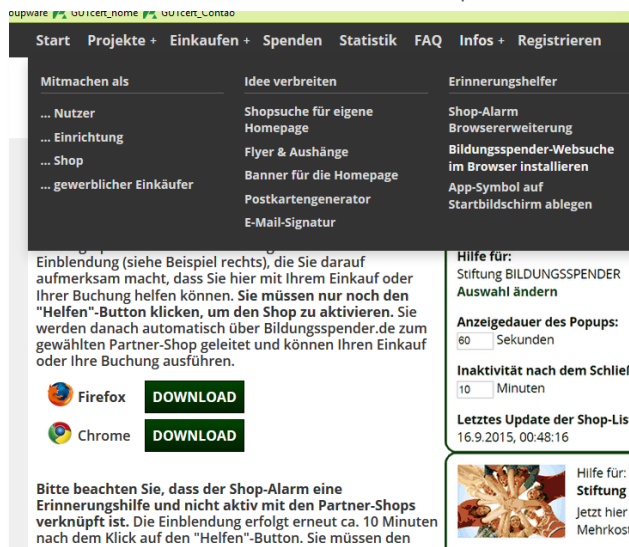 GUTcert_home GUTcert_Contao
Start Projekte + Einkaufen + Spenden Statistik FAQ Infos + Registrieren
Mitmachen als
... Nutzer
... Einrichtung
... Shop
... gewerblicher Einkäufer
Idee verbreiten
Shopsuche für eigene
Homepage
Flyer & Aushänge
Banner für die Homepage
Postkartengenerator
E-Mail-Signatur
Erinnerungshelfer
Shop-Alarm
Browsererweiterung
Bildungsspender-Websuche
im Browser installieren
App-Symbol auf
Startbildschirm ablegen
Einblendung (siehe Beispiel rechts), die Sie darauf
aufmerksam macht, dass Sie hier mit Ihrem Einkauf oder
Ihrer Buchung helfen können. Sie müssen nur noch den
"Helfen"-Button klicken, um den Shop zu aktivieren. Sie
werden danach automatisch über Bildungsspender.de zum
gewählten Partner-Shop geleitet und können Ihren Einkauf
oder Ihre Buchung ausführen.
Firefox DOWNLOAD
Chrome DOWNLOAD
Bitte beachten Sie, dass der Shop-Alarm eine
Erinnerungshilfe und nicht aktiv mit den Partner-Shops
verknüpft ist. Die Einblendung erfolgt erneut ca. 10 Minuten
nach dem Klick auf den "Helfen"-Button. Sie müssen den
Hilfe für:
Stiftung BILDUNGSSPENDER
Auswahl ändern
Anzeigedauer des Popups:
60 Sekunden
Inaktivität nach dem Schließ
10 Minuten
Letztes Update der Shop-Lis
16.9.2015, 00:48:16
Hilfe für:
Stiftung
Jetzt hier
Mehrkost